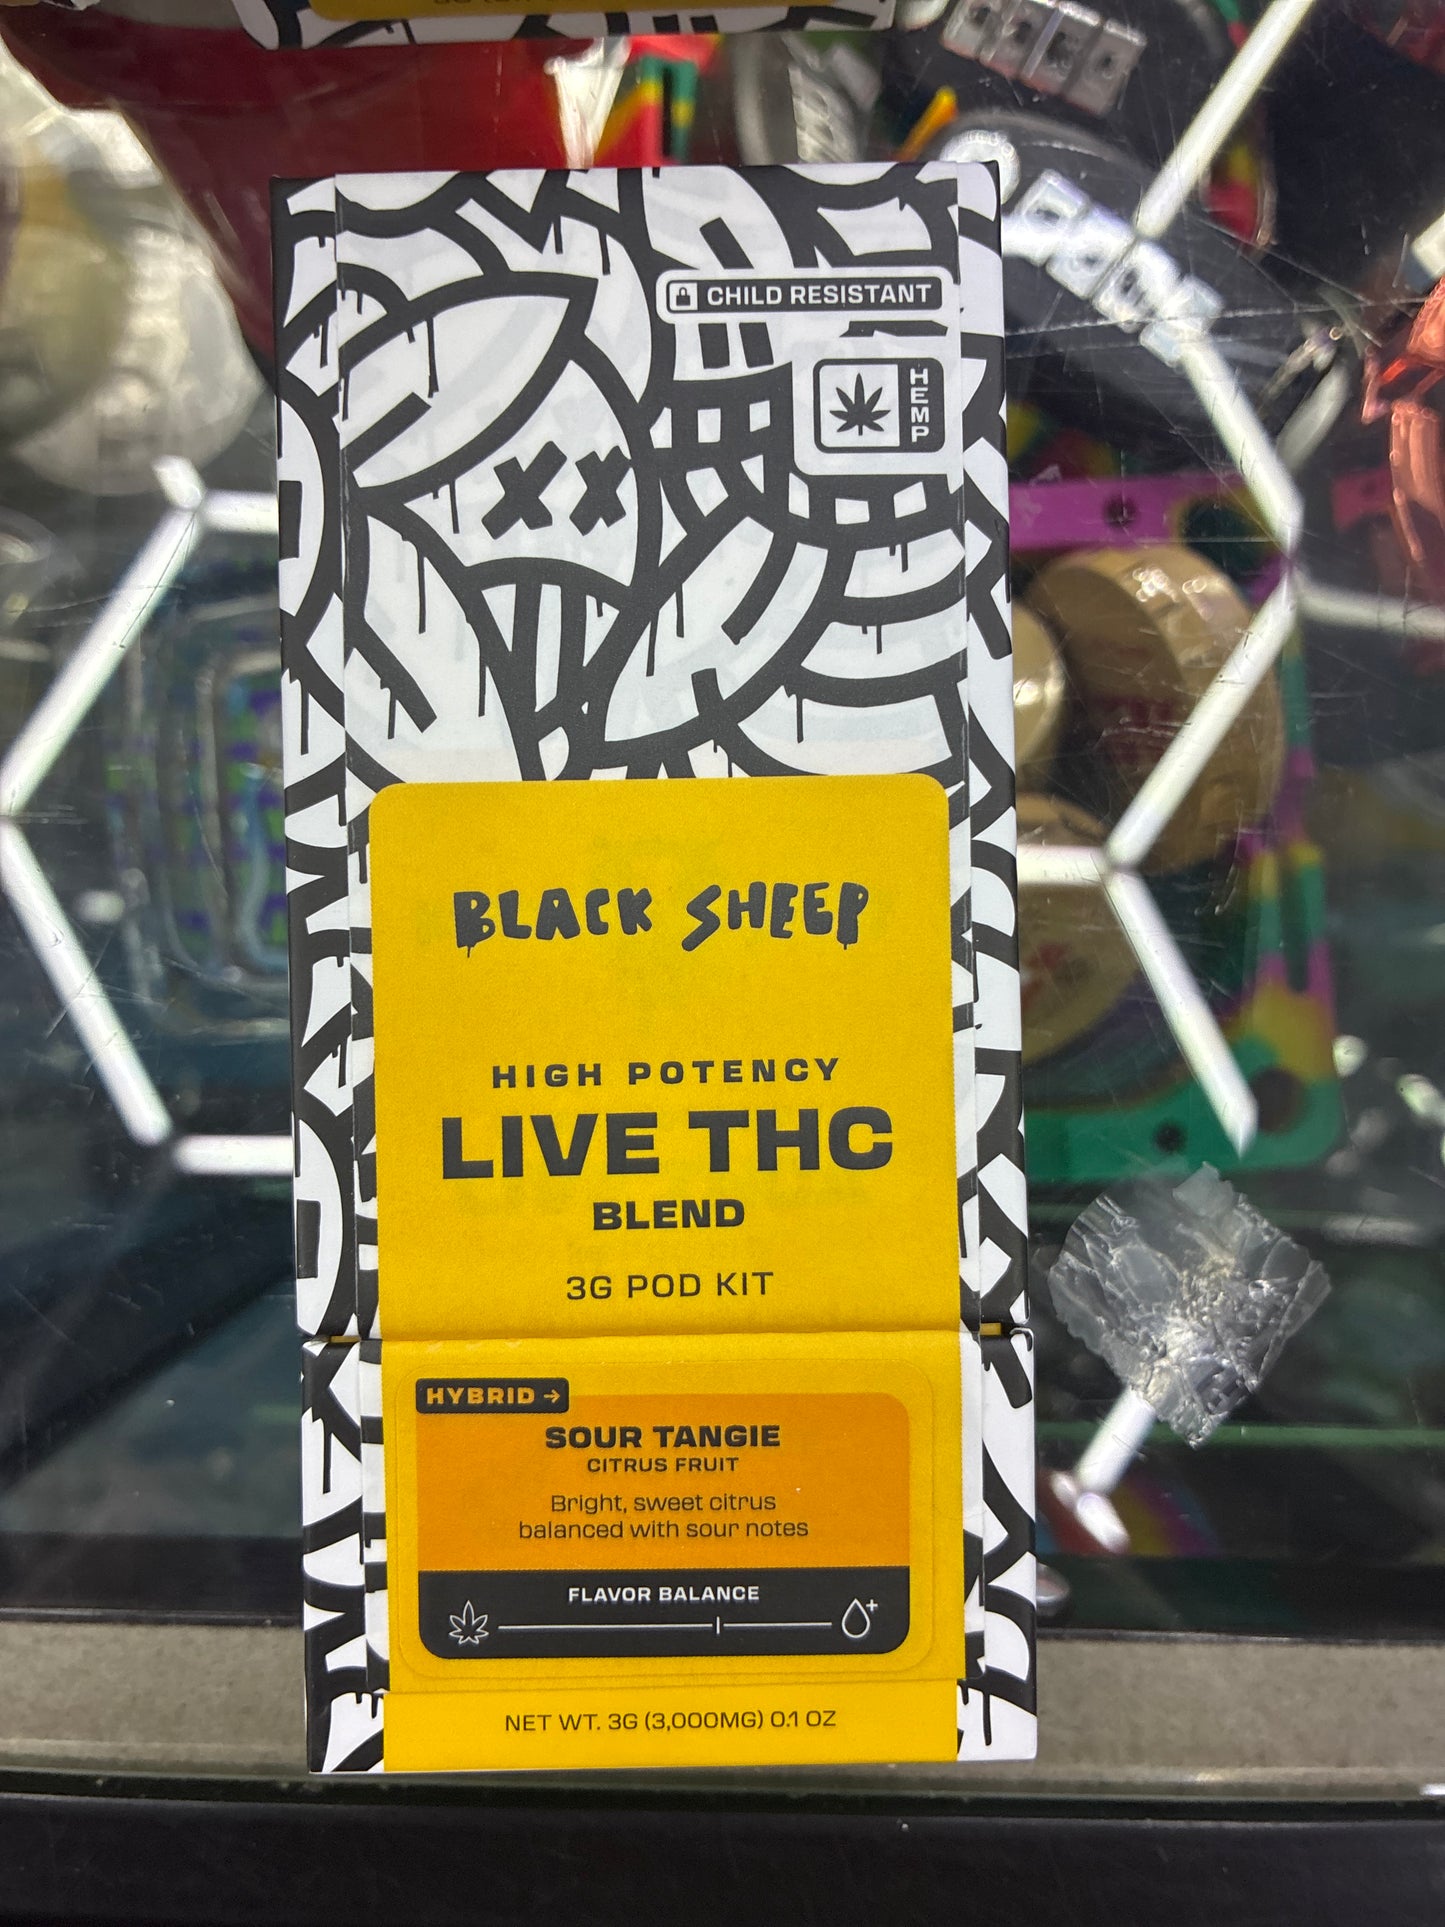 CHILD RESISTANT
HEMP
BLACK SHEEP
HIGH POTENCY
LIVE THC
BLEND
3G POD KIT
HYBRID →
SOUR TANGIE
CITRUS FRUIT
Bright, sweet citrus
balanced with sour notes
FLAVOR BALANCE
NET WT. 3G (3,000MG) 0.1 OZ